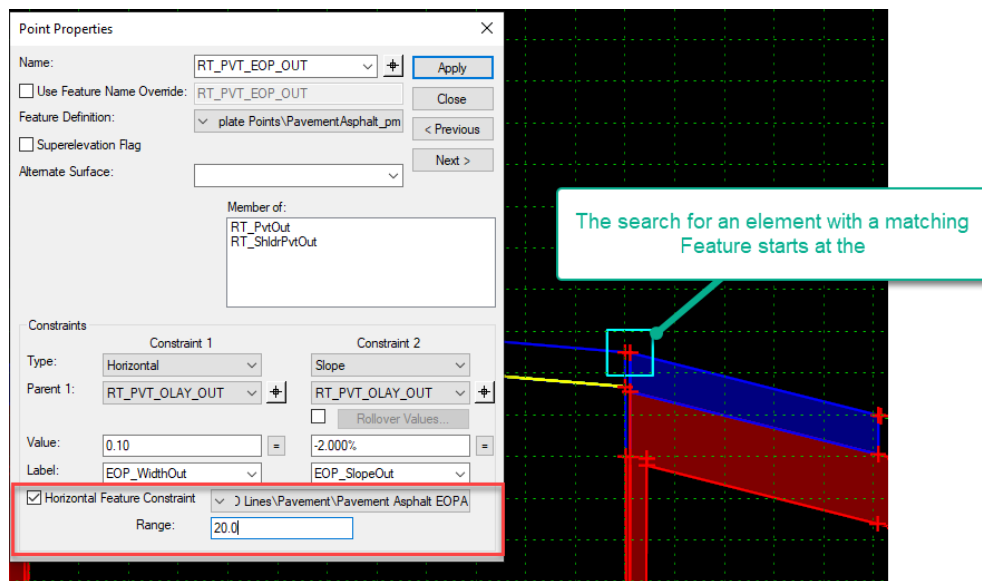 Point Properties
Name:
RT_PVT_EOP_OUT
Apply
Use Feature Name Override:
RT_PVT_EOP_OUT
Close
Feature Definition:
plate Points\PavementAsphalt_pm
< Previous
Superelevation Flag
Next >
Alternate Surface:
Member of:
RT_PvtOut
RT_ShldrPvtOut
The search for an element with a matching
Feature starts at the
Constraints
Constraint 1
Constraint 2
Type:
Horizontal
Slope
Parent 1:
RT_PVT_OLAY_OUT
RT_PVT_OLAY_OUT
Rollover Values...
Value:
0.10
=
-2.000%
=
Label:
EOP_WidthOut
EOP_SlopeOut
Horizontal Feature Constraint
Lines\Pavement\Pavement Asphalt EOPA
Range:
20.0